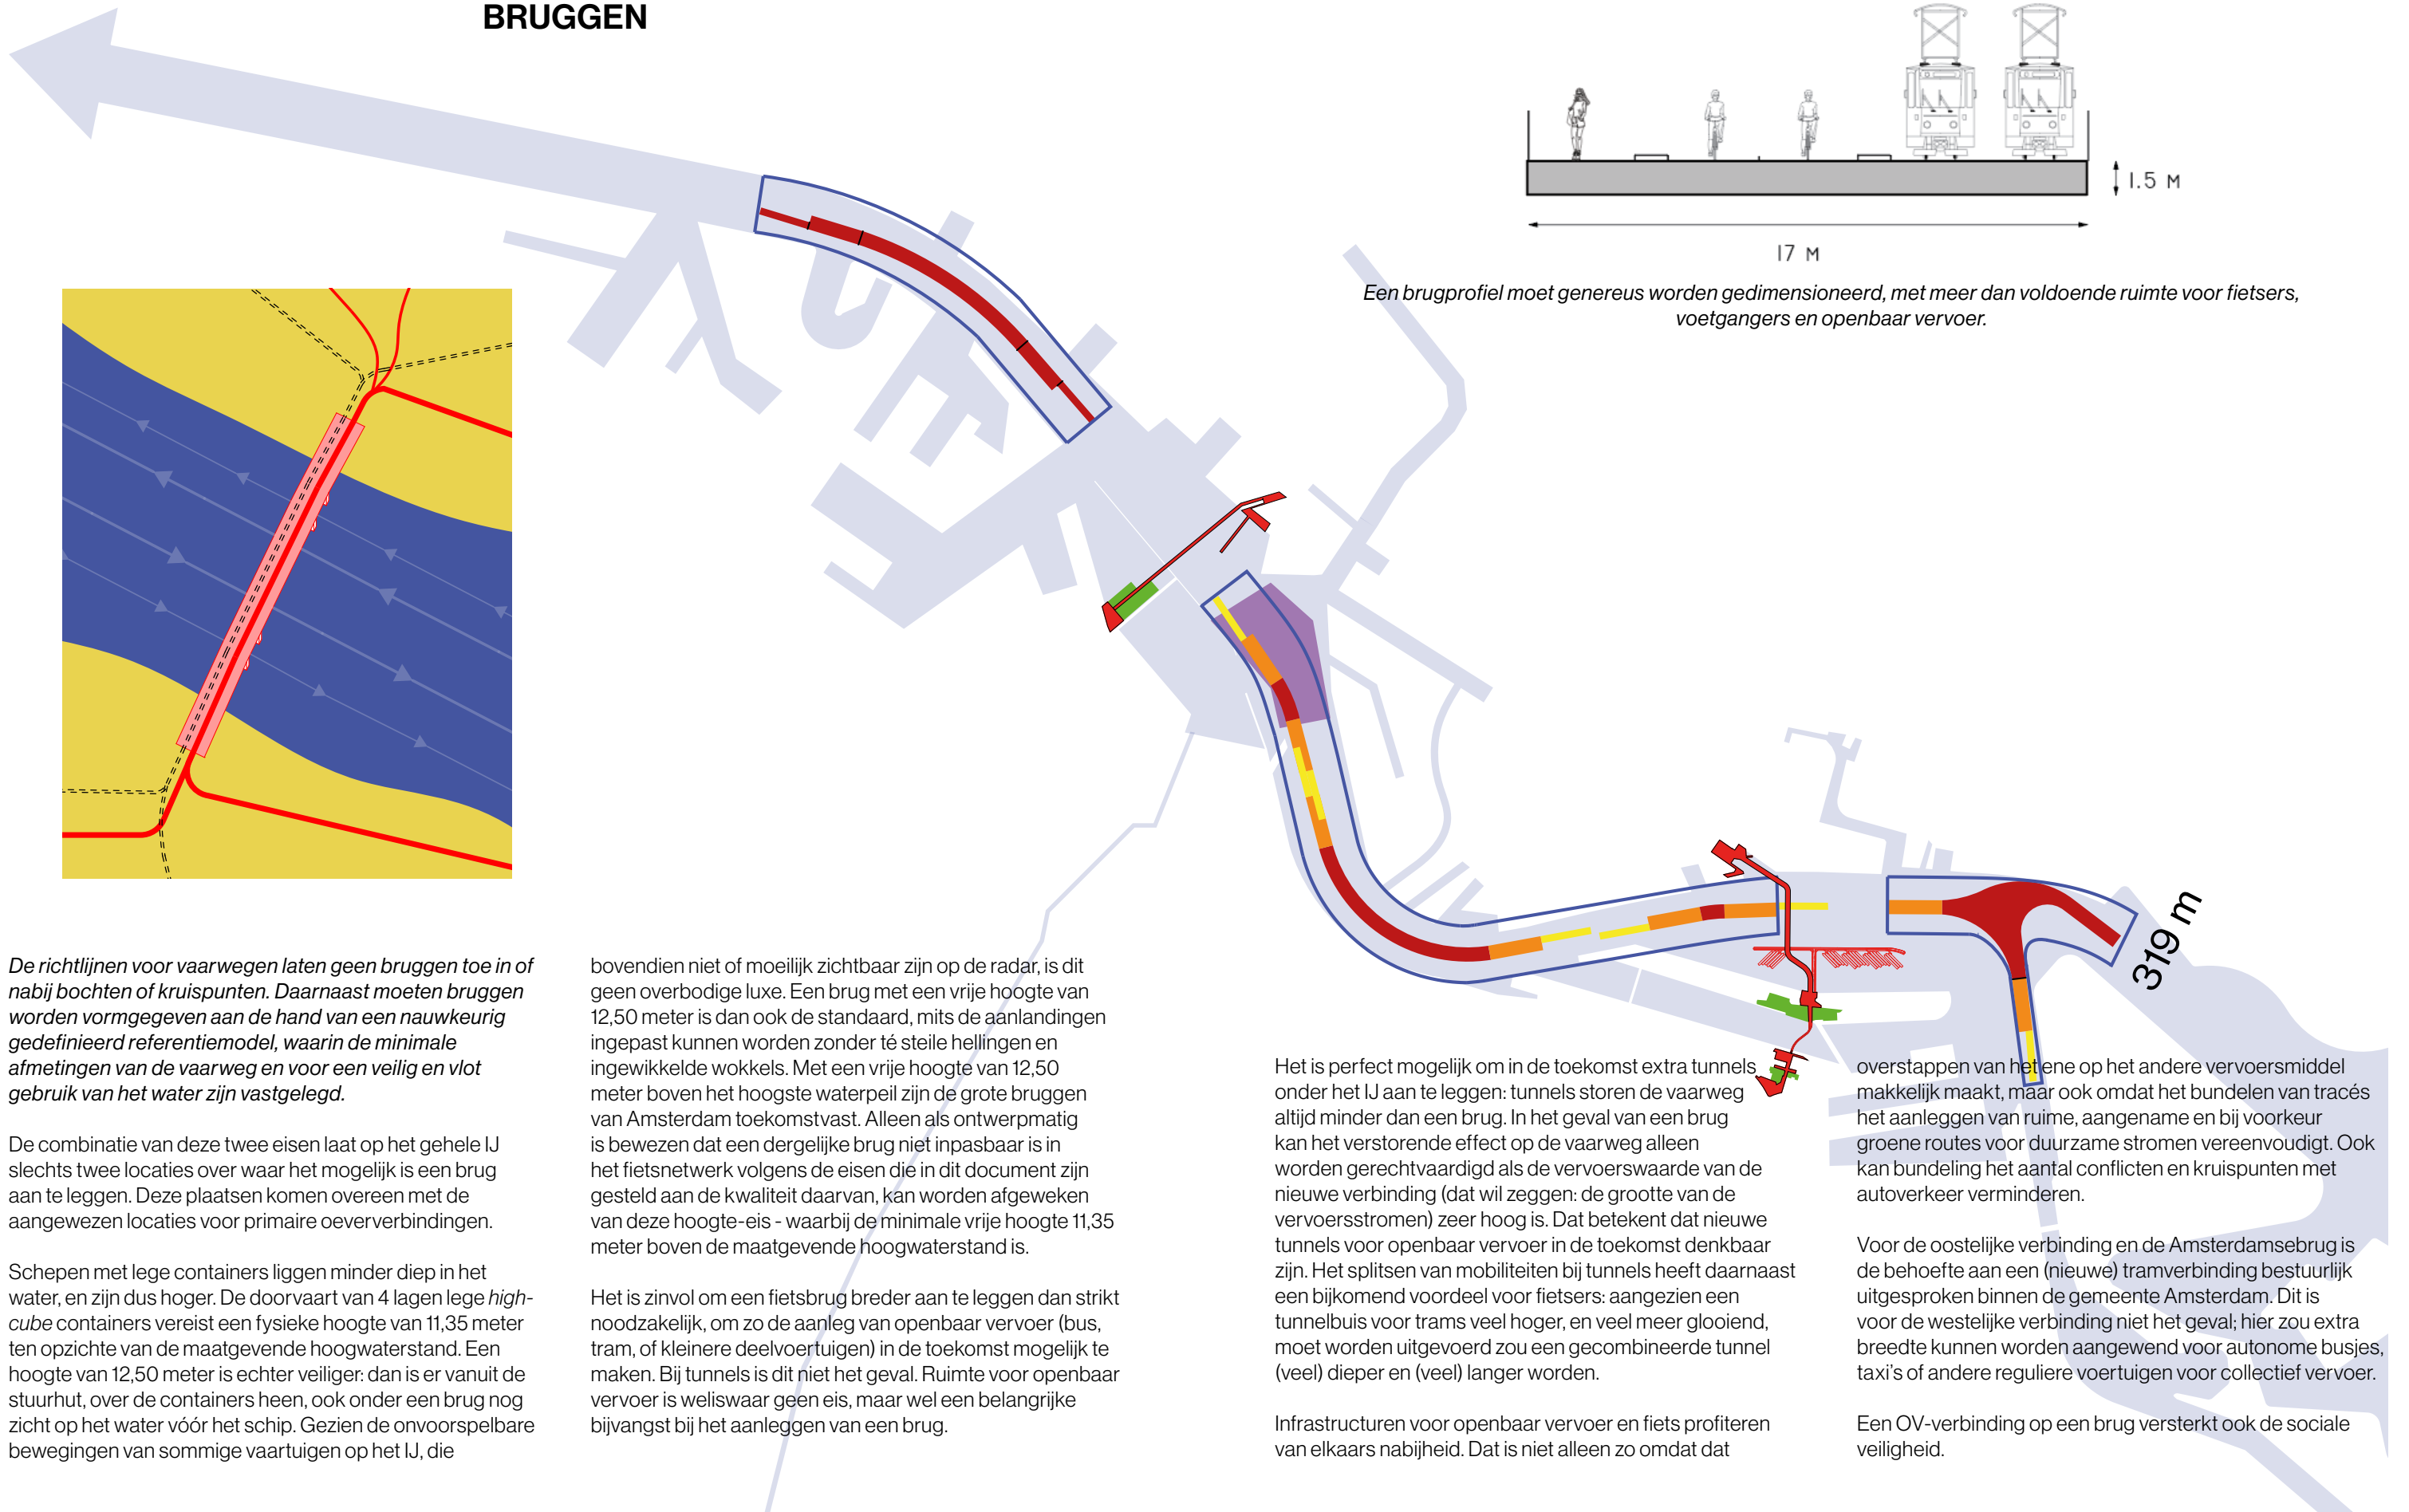 BRUGGEN
1.5 M
17 M
Een brugprofiel moet genereus worden gedimensioneerd, met meer dan voldoende ruimte voor fietsers,
voetgangers en openbaar vervoer.
319 m
De richtlijnen voor vaarwegen laten geen bruggen toe in of
nabij bochten of kruispunten. Daarnaast moeten bruggen
worden vormgegeven aan de hand van een nauwkeurig
gedefinieerd referentiemodel, waarin de minimale
afmetingen van de vaarweg en voor een veilig en vlot
gebruik van het water zijn vastgelegd.
De combinatie van deze twee eisen laat op het gehele IJ
slechts twee locaties over waar het mogelijk is een brug
aan te leggen. Deze plaatsen komen overeen met de
aangewezen locaties voor primaire oeververbindingen.
Schepen met lege containers liggen minder diep in het
water, en zijn dus hoger. De doorvaart van 4 lagen lege high-
cube containers vereist een fysieke hoogte van 11,35 meter
ten opzichte van de maatgevende hoogwaterstand. Een
hoogte van 12,50 meter is echter veiliger: dan is er vanuit de
stuurhut, over de containers heen, ook onder een brug nog
zicht op het water vóór het schip. Gezien de onvoorspelbare
bewegingen van sommige vaartuigen op het IJ, die
bovendien niet of moeilijk zichtbaar zijn op de radar, is dit
geen overbodige luxe. Een brug met een vrije hoogte van
12,50 meter is dan ook de standaard, mits de aanlandingen
ingepast kunnen worden zonder té steile hellingen en
ingewikkelde wokkels. Met een vrije hoogte van 12,50
meter boven het hoogste waterpeil zijn de grote bruggen
van Amsterdam toekomstvast. Alleen als ontwerpmatig
is bewezen dat een dergelijke brug niet inpasbaar is in
het fietsnetwerk volgens de eisen die in dit document zijn
gesteld aan de kwaliteit daarvan, kan worden afgeweken
van deze hoogte-eis - waarbij de minimale vrije hoogte 11,35
meter boven de maatgevende hoogwaterstand is.
Het is zinvol om een fietsbrug breder aan te leggen dan strikt
noodzakelijk, om zo de aanleg van openbaar vervoer (bus,
tram, of kleinere deelvoertuigen) in de toekomst mogelijk te
maken. Bij tunnels is dit niet het geval. Ruimte voor openbaar
vervoer is weliswaar geen eis, maar wel een belangrijke
bijvangst bij het aanleggen van een brug.
Het is perfect mogelijk om in de toekomst extra tunnels
onder het IJ aan te leggen: tunnels storen de vaarweg
altijd minder dan een brug. In het geval van een brug
kan het verstorende effect op de vaarweg alleen
worden gerechtvaardigd als de vervoerswaarde van de
nieuwe verbinding (dat wil zeggen: de grootte van de
vervoersstromen) zeer hoog is. Dat betekent dat nieuwe
tunnels voor openbaar vervoer in de toekomst denkbaar
zijn. Het splitsen van mobiliteiten bij tunnels heeft daarnaast
een bijkomend voordeel voor fietsers: aangezien een
tunnelbuis voor trams veel hoger, en veel meer glooiend,
moet worden uitgevoerd zou een gecombineerde tunnel
(veel) dieper en (veel) langer worden.
Infrastructuren voor openbaar vervoer en fiets profiteren
van elkaars nabijheid. Dat is niet alleen zo omdat dat
overstappen van het ene op het andere vervoersmiddel
makkelijk maakt, maar ook omdat het bundelen van tracés
het aanleggen van ruime, aangename en bij voorkeur
groene routes voor duurzame stromen vereenvoudigt. Ook
kan bundeling het aantal conflicten en kruispunten met
autoverkeer verminderen.
Voor de oostelijke verbinding en de Amsterdamsebrug is
de behoefte aan een (nieuwe) tramverbinding bestuurlijk
uitgesproken binnen de gemeente Amsterdam. Dit is
voor de westelijke verbinding niet het geval; hier zou extra
breedte kunnen worden aangewend voor autonome busjes,
taxi's of andere reguliere voertuigen voor collectief vervoer.
Een OV-verbinding op een brug versterkt ook de sociale
veiligheid.